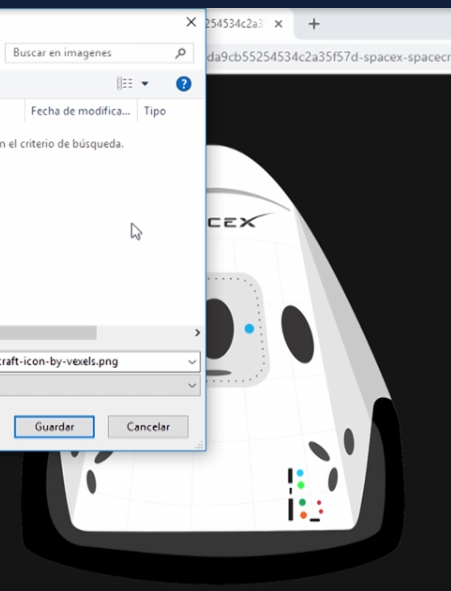 254534c2a3
Buscar en imagenes
da9cb55254534c2a35f57d-spacex-spacecr
Fecha de modifica... Tipo
n el criterio de búsqueda.
CEX
craft-icon-by-vexels.png
Guardar Cancelar